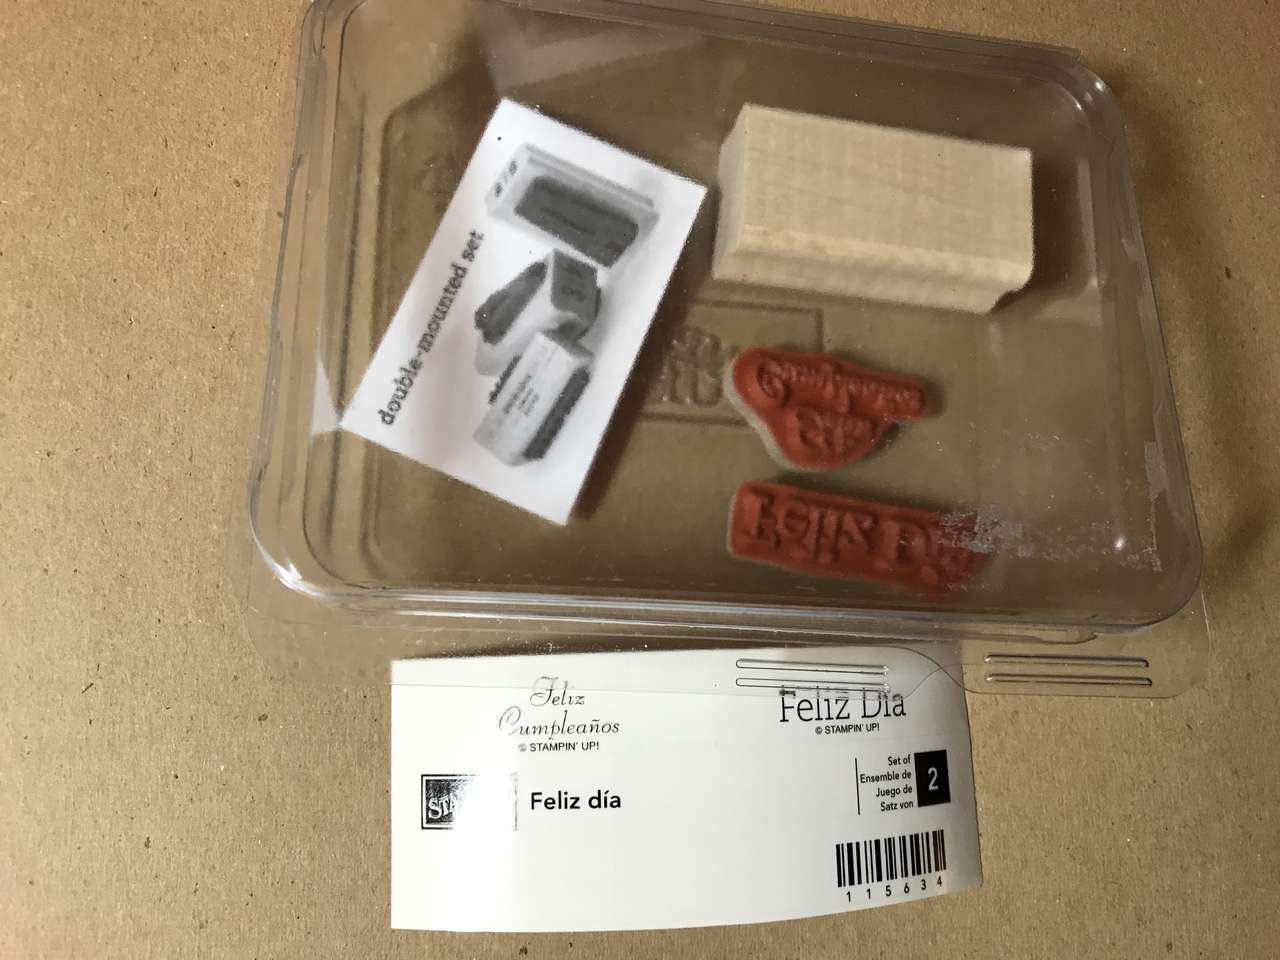 double-mounted set
Feliz
Cumpleaños
© STAMPIN' UP!
Feliz Día
© STAMPIN' UP!
Feliz día
Set of
Ensemble de
Juego de
Satz von
2
115634